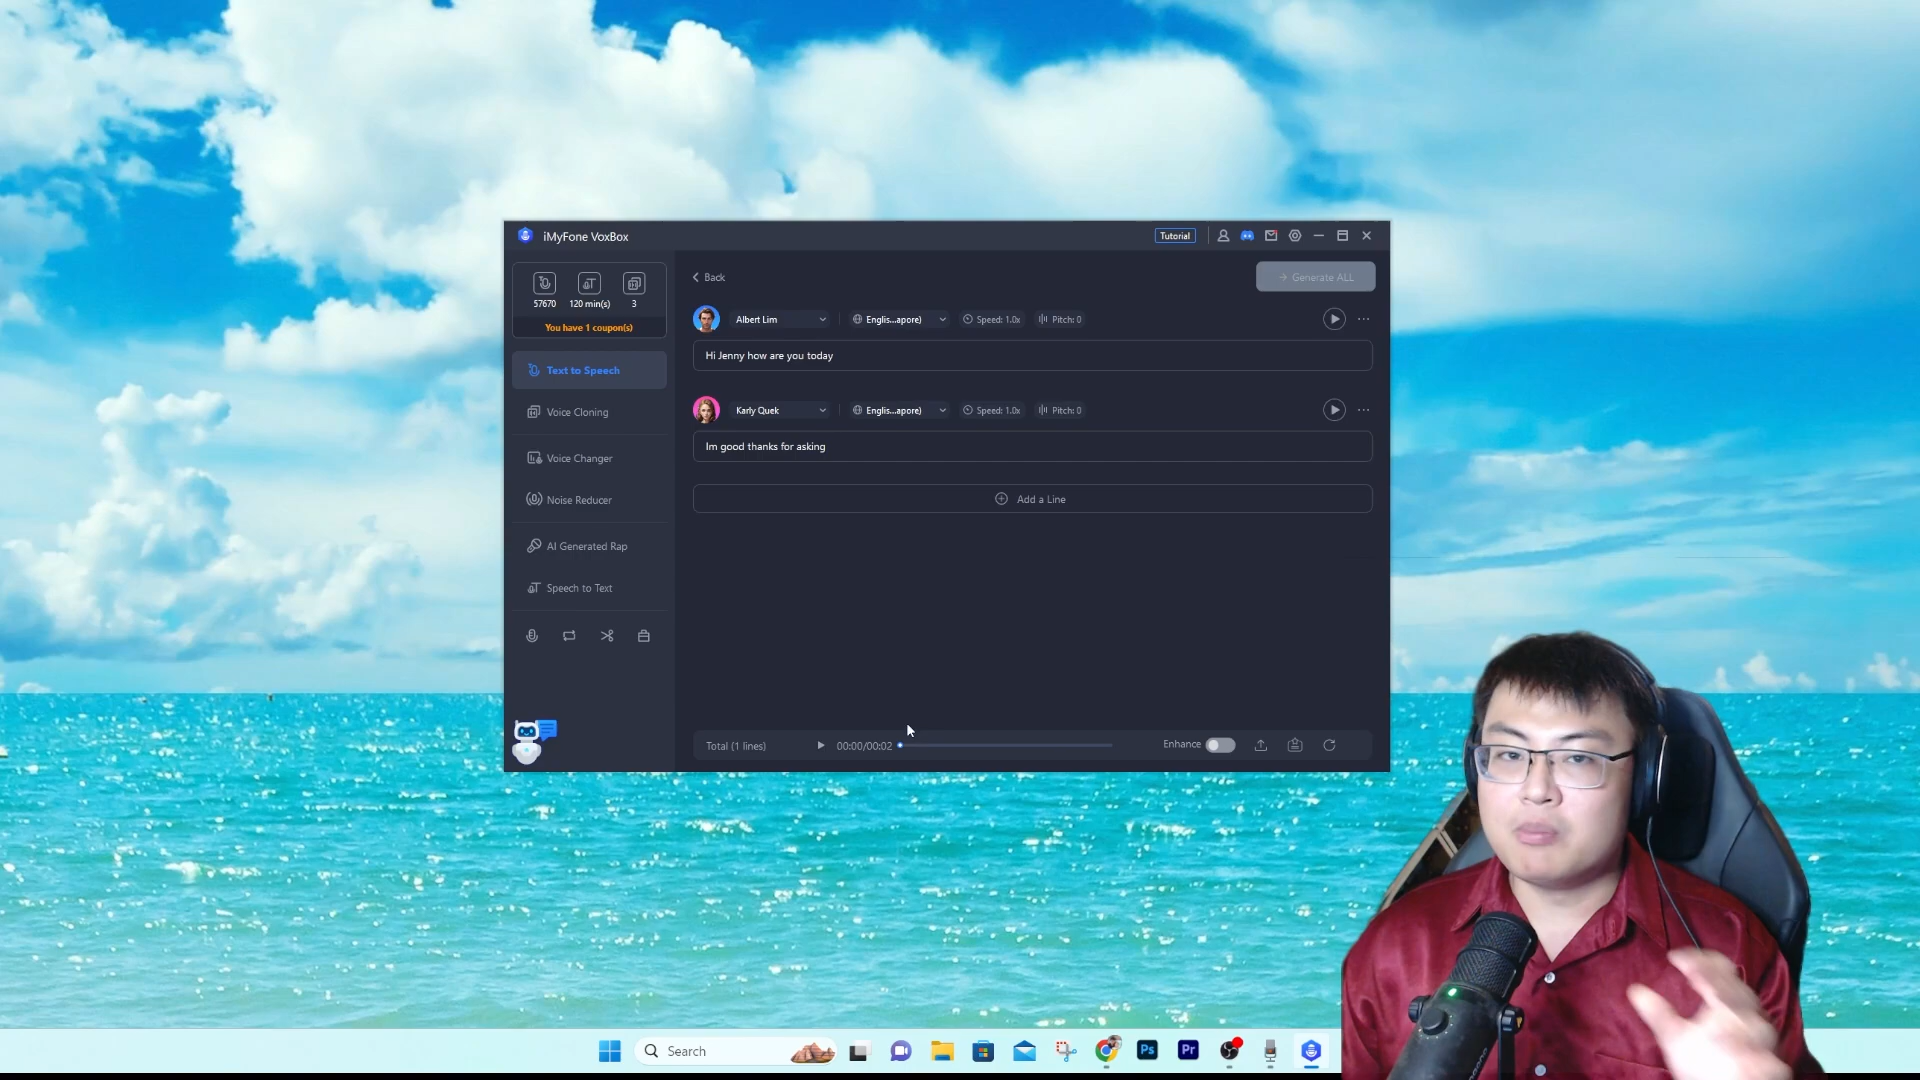 iMyFone VoxBox
Tutorial
57670
120 min(s)
3
You have 1 coupon(s)
Back
Generate ALL
Text to Speech
Voice Cloning
Voice Changer
Noise Reducer
AI Generated Rap
Speech to Text
Albert Lim
Englis...apore)
Speed: 1.0x
Pitch: 0
Hi Jenny how are you today
Karly Quek
Englis...apore)
Speed: 1.0x
Pitch: 0
Im good thanks for asking
Add a Line
Total (1 lines)
00:00/00:02
Enhance
Search
Ps
Pr